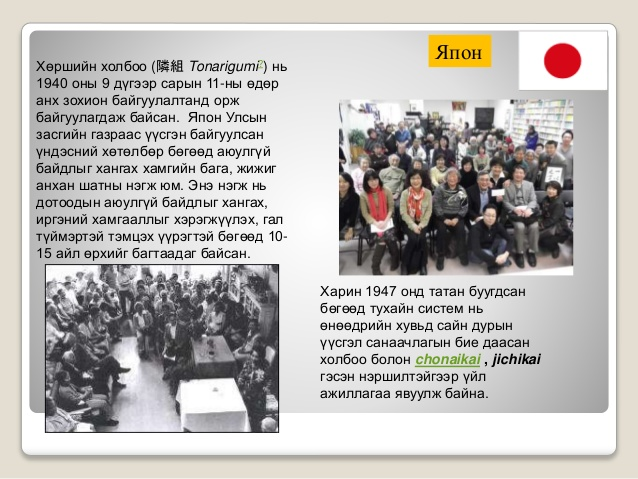 Япон
Хөршийн холбоо (隣組 Tonarigumi2) нь
1940 оны 9 дүгээр сарын 11-ны өдөр
анх зохион байгуулалтанд орж
байгуулагдаж байсан. Япон Улсын
засгийн газраас үүсгэн байгуулсан
үндэсний хөтөлбөр бөгөөд аюулгүй
байдлыг хангах хамгийн бага, жижиг
анхан шатны нэгж юм. Энэ нэгж нь
дотоодын аюулгүй байдлыг хангах,
иргэний хамгааллыг хэрэгжүүлэх, гал
түймэртэй тэмцэх үүрэгтэй бөгөөд 10-
15 айл өрхийг багтаадаг байсан.
Харин 1947 онд татан буугдсан
бөгөөд тухайн систем нь
өнөөдрийн хувьд сайн дурын
үүсгэл санаачлагын бие даасан
холбоо болон chonaikai , jichikai
гэсэн нэршилтэйгээр үйл
ажиллагаа явуулж байна.